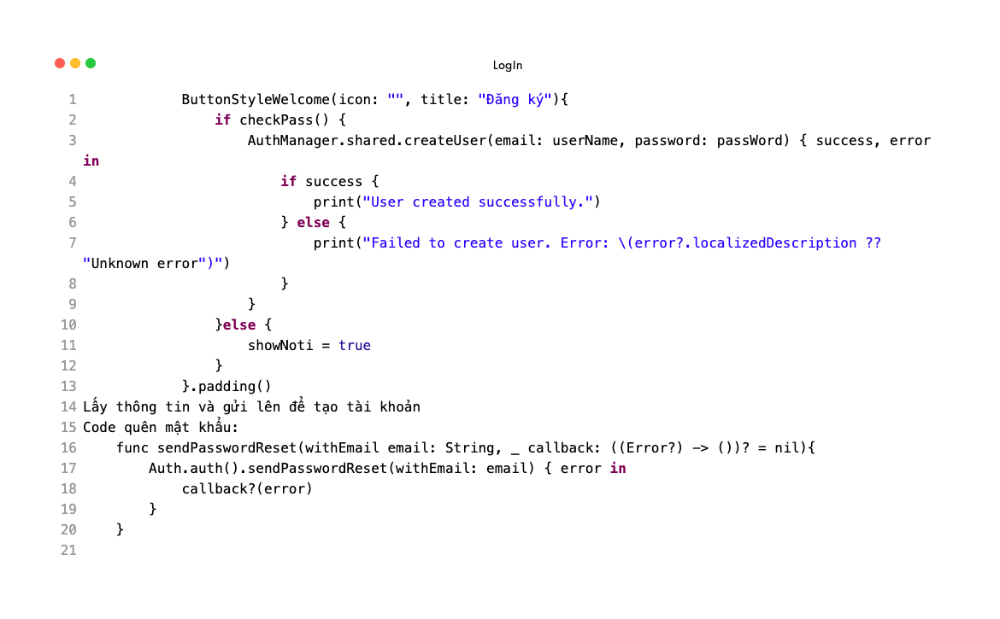 LogIn
1 ButtonStyleWelcome(icon: "", title: "Đăng ký"){
2 if checkPass() {
3 AuthManager.shared.createUser(email: userName, password: passWord) { success, error
in
4 if success {
5 print("User created successfully.")
6 } else {
7 print("Failed to create user. Error: \(error?.localizedDescription ??
"Unknown error")")
8 }
9 }
10 }else {
11 showNoti = true
12 }
13 }.padding()
14 Lấy thông tin và gửi lên để tạo tài khoản
15 Code quên mật khẩu:
16 func sendPasswordReset(withEmail email: String, _ callback: ((Error?) -> ())? = nil){
17 Auth.auth().sendPasswordReset(withEmail: email) { error in
18 callback?(error)
19 }
20 }
21